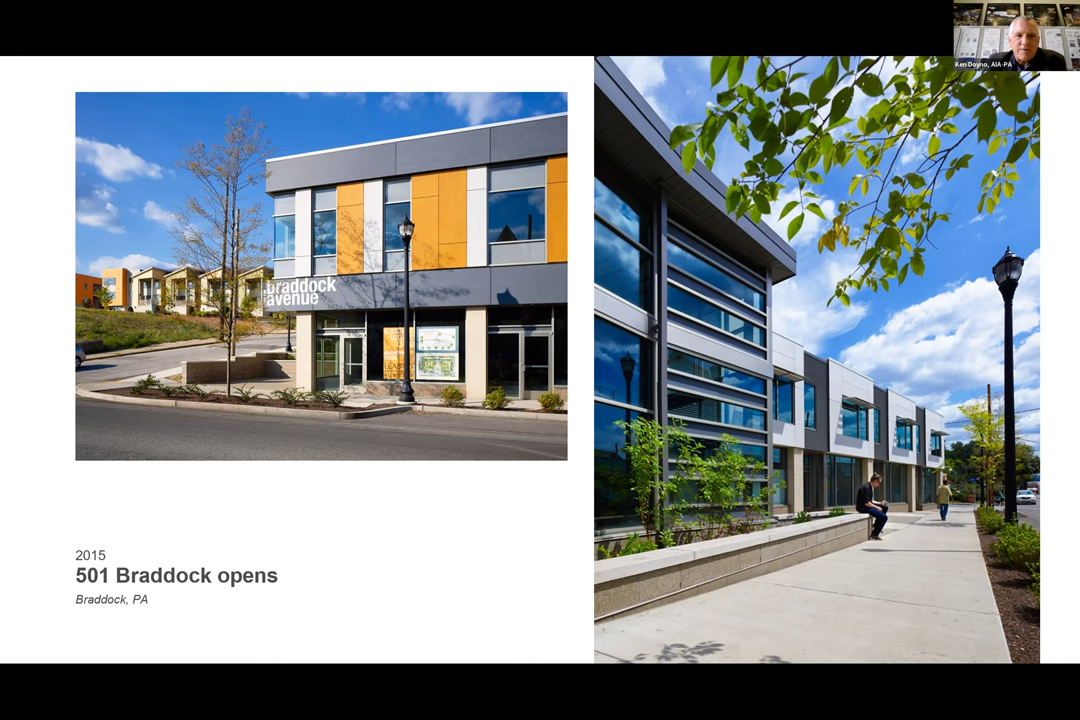 Ken Doyno, AIA-PA
braddock
avenue
2015
501 Braddock opens
Braddock, PA